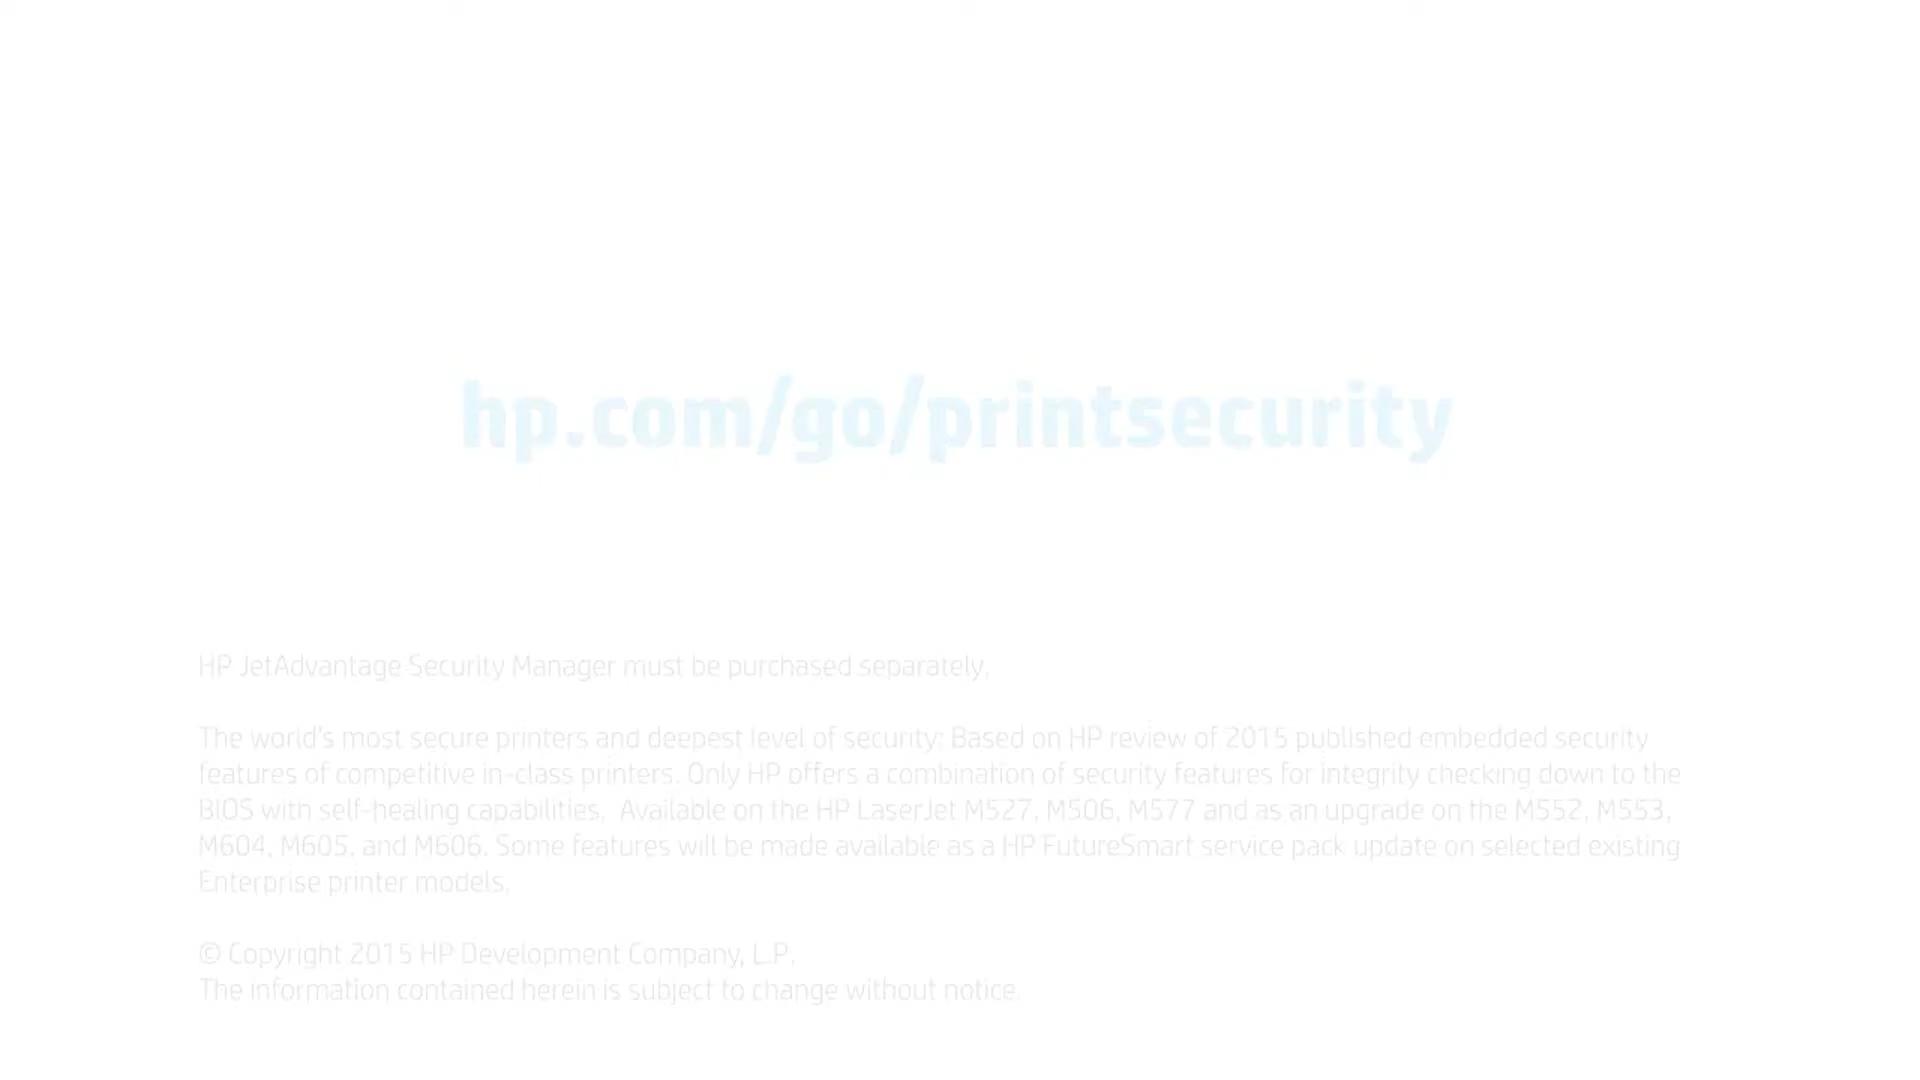 hp.com/go/printsecurity
HP JetAdvantage Security Manager must be purchased separately.
The world's most secure printers and deepest level of security: Based on HP review of 2015 published embedded security
features of competitive in-class printers. Only HP offers a combination of security features for integrity checking down to the
BIOS with self-healing capabilities.  Available on the HP LaserJet M527, M506, M577 and as an upgrade on the M552, M553,
M604, M605, and M606. Some features will be made available as a HP FutureSmart service pack update on selected existing
Enterprise printer models.
© Copyright 2015 HP Development Company, L.P.
The information contained herein is subject to change without notice.